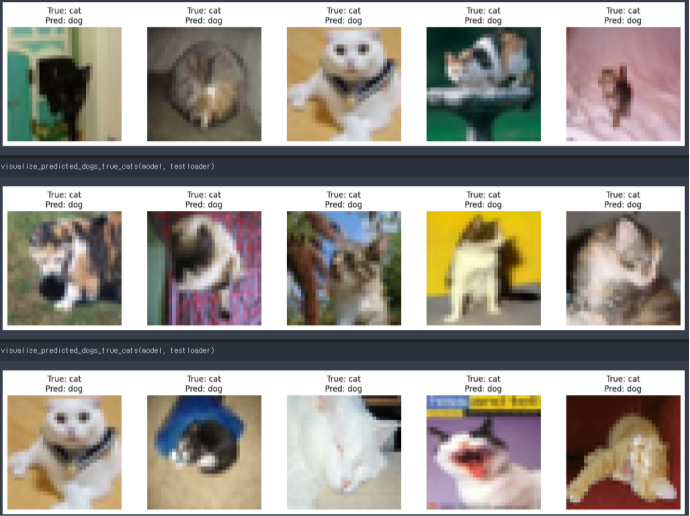 True: cat True: cat True: cat True: cat True: cat
Pred: dog Pred: dog Pred: dog Pred: dog Pred: dog
visualize_predicted_dogs_true_cats(model, testloader)
True: cat True: cat True: cat True: cat True: cat
Pred: dog Pred: dog Pred: dog Pred: dog Pred: dog
visualize_predicted_dogs_true_cats(model, testloader)
True: cat True: cat True: cat True: cat True: cat
Pred: dog Pred: dog Pred: dog Pred: dog Pred: dog